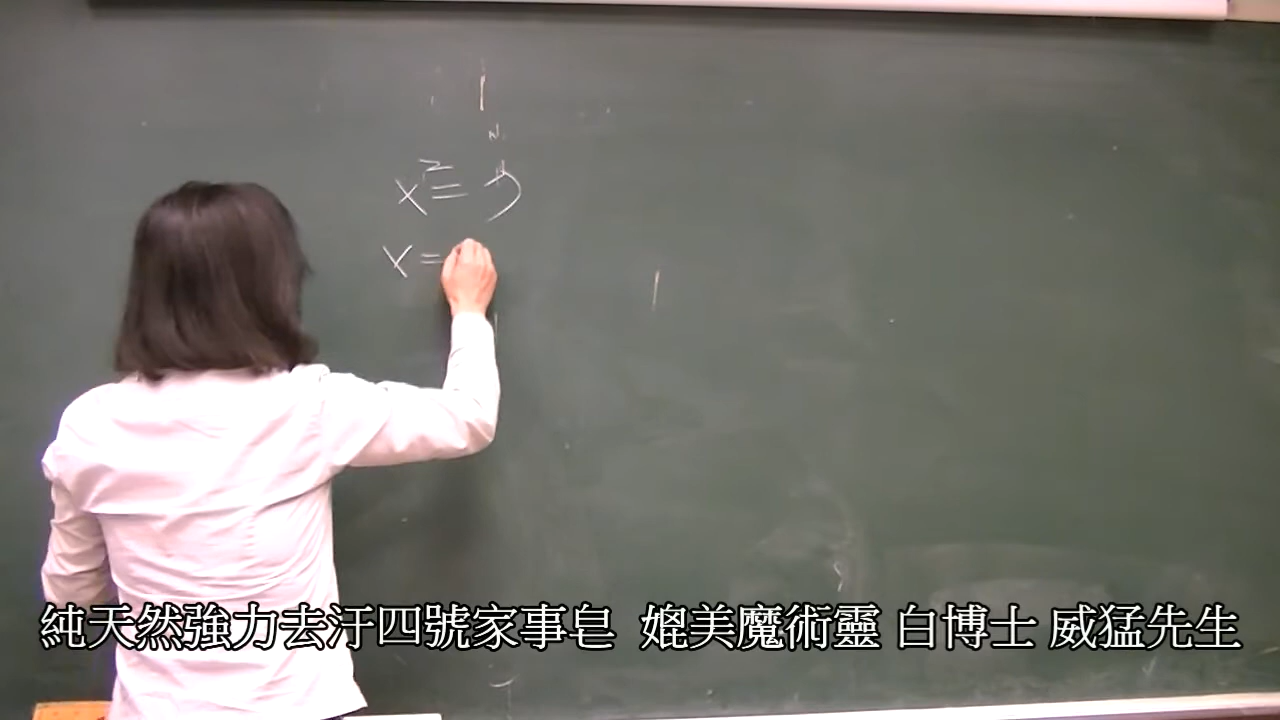 x² =
x =
純天然強力去汙四號家事皂 媲美魔術靈 白博士 威猛先生